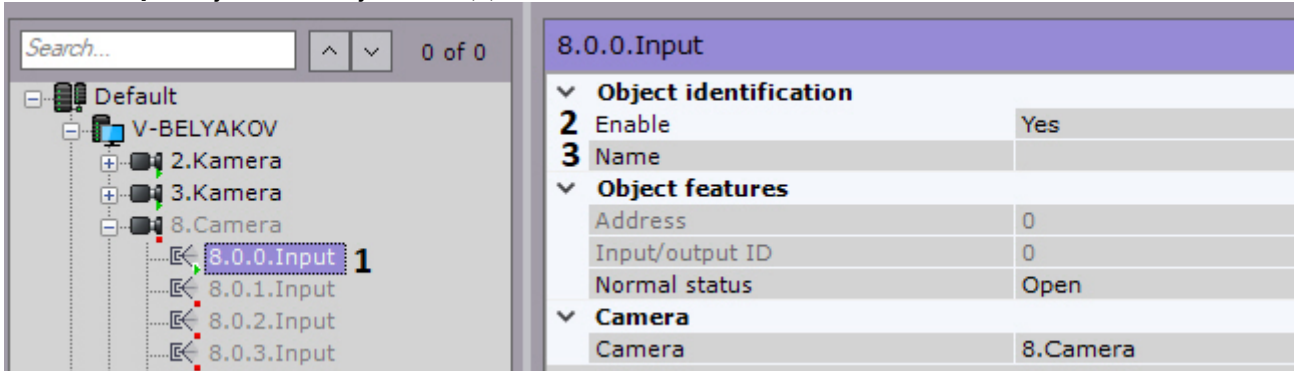 Search...
0 of 0
Default
V-BELYAKOV
2.Kamera
3.Kamera
8.Camera
8.0.0.Input 1
8.0.1.Input
8.0.2.Input
8.0.3.Input
8.0.0.Input
Object identification
2 Enable Yes
3 Name
Object features
Address 0
Input/output ID 0
Normal status Open
Camera
Camera 8.Camera